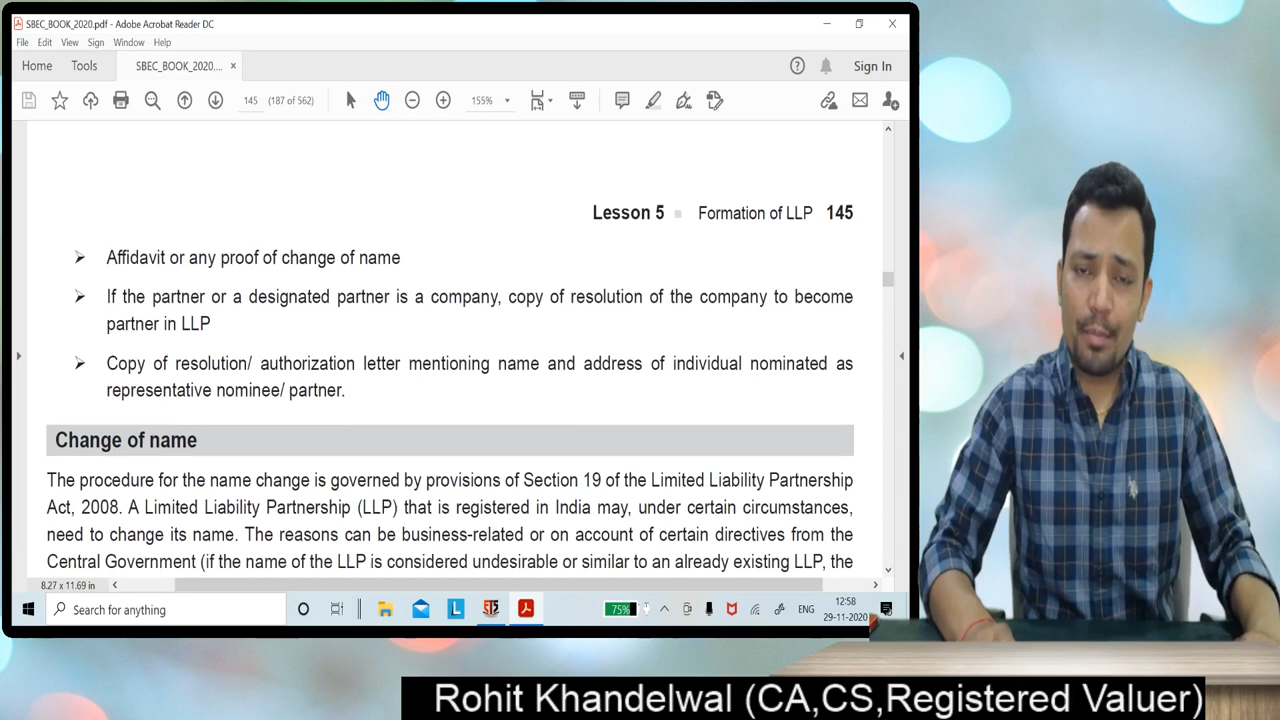 SBEC_BOOK_2020.pdf - Adobe Acrobat Reader DC
File Edit View Sign Window Help
Home Tools SBEC_BOOK_2020.... × Sign In
145 (187 of 562) 155%
Lesson 5 Formation of LLP 145
Affidavit or any proof of change of name
If the partner or a designated partner is a company, copy of resolution of the company to become
partner in LLP
Copy of resolution/ authorization letter mentioning name and address of individual nominated as
representative nominee/ partner.
Change of name
The procedure for the name change is governed by provisions of Section 19 of the Limited Liability Partnership
Act, 2008. A Limited Liability Partnership (LLP) that is registered in India may, under certain circumstances,
need to change its name. The reasons can be business-related or on account of certain directives from the
Central Government (if the name of the LLP is considered undesirable or similar to an already existing LLP, the
8.27 x 11.69 in
Search for anything
L
75%
ENG
12:58
29-11-2020
Rohit Khandelwal (CA,CS,Registered Valuer)